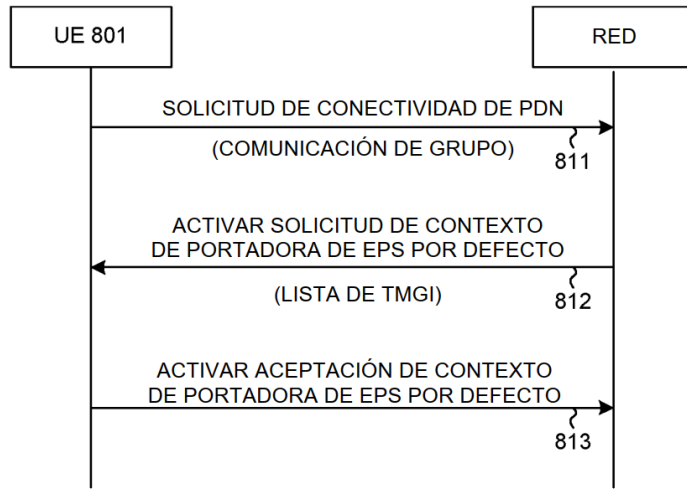 UE 801
RED
SOLICITUD DE CONECTIVIDAD DE PDN
(COMUNICACIÓN DE GRUPO)
811
ACTIVAR SOLICITUD DE CONTEXTO
DE PORTADORA DE EPS POR DEFECTO
(LISTA DE TMGI)
812
ACTIVAR ACEPTACIÓN DE CONTEXTO
DE PORTADORA DE EPS POR DEFECTO
813